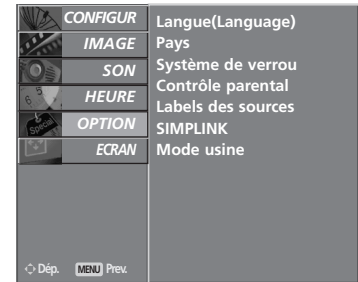 CONFIGUR
IMAGE
SON
HEURE
OPTION
ECRAN
Langue(Language)
Pays
Système de verrou
Contrôle parental
Labels des sources
SIMPLINK
Mode usine
Dép. MENU Prev.